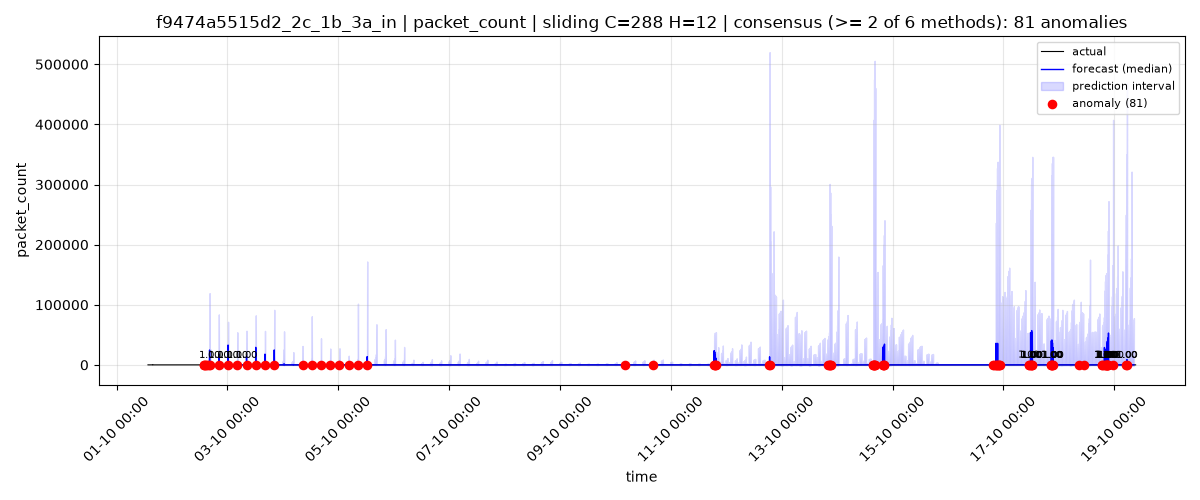 f9474a5515d2_2c_1b_3a_in | packet_count | sliding C=288 H=12 | consensus (>= 2 of 6 methods): 81 anomalies
actual
forecast (median)
prediction interval
anomaly (81)
packet_count
500000
400000
300000
200000
100000
0
01-10 00:00
03-10 00:00
05-10 00:00
07-10 00:00
09-10 00:00
11-10 00:00
13-10 00:00
15-10 00:00
17-10 00:00
19-10 00:00
time